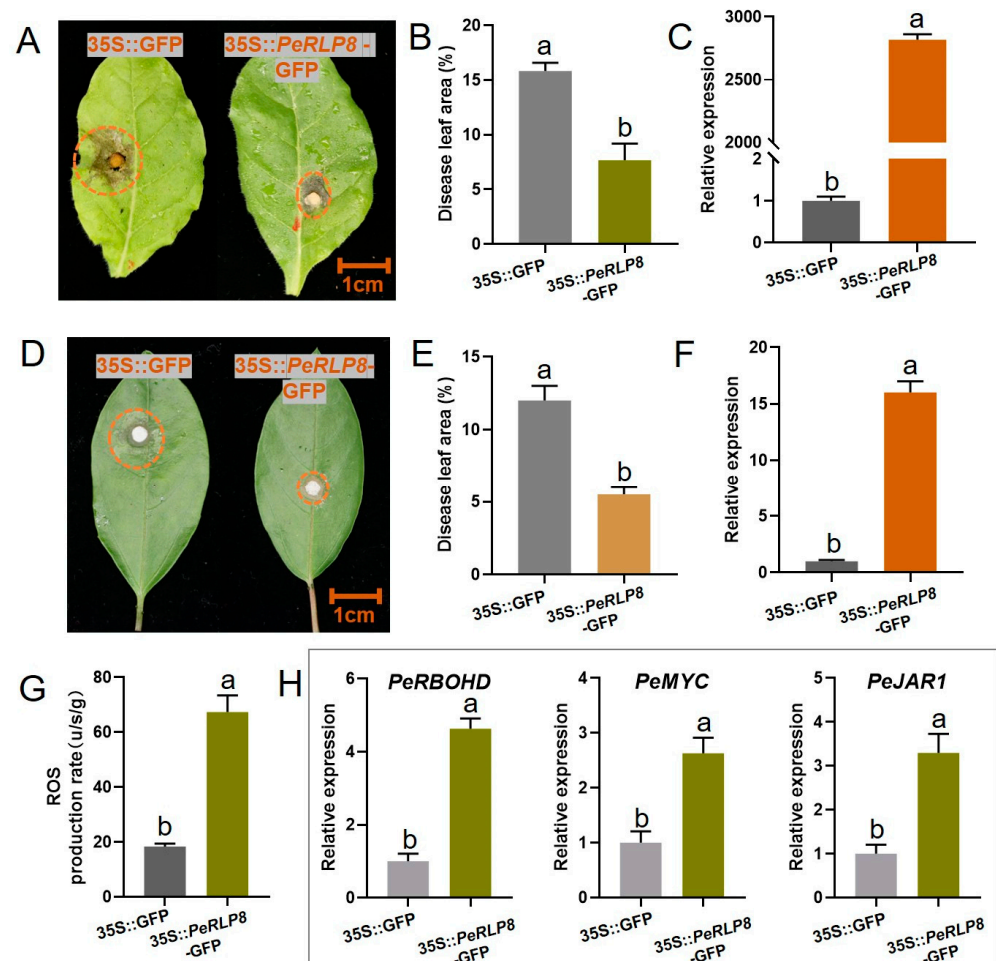 A
35S::GFP
35S::PeRLP8 -
GFP
1cm
B
Disease leaf area (%)
20
15
10
5
0
a
b
35S::GFP
35S::PeRLP8
-GFP
C
Relative expression
3000
2500
2000
2
1
0
b
a
35S::GFP
35S::PeRLP8
-GFP
D
35S::GFP
35S::PeRLP8-
GFP
1cm
E
Disease leaf area (%)
15
10
5
0
a
b
35S::GFP
35S::PeRLP8
-GFP
F
Relative expression
20
15
10
5
0
b
a
35S::GFP
35S::PeRLP8
-GFP
G
ROS
production rate(u/s/g)
80
60
40
20
0
b
a
35S::GFP
35S::PeRLP8
-GFP
H
PeRBOHD
Relative expression
6
4
2
0
b
a
35S::GFP
35S::PeRLP8
-GFP
PeMYC
Relative expression
4
3
2
1
0
b
a
35S::GFP
35S::PeRLP8
-GFP
PeJAR1
Relative expression
5
4
3
2
1
0
b
a
35S::GFP
35S::PeRLP8
-GFP